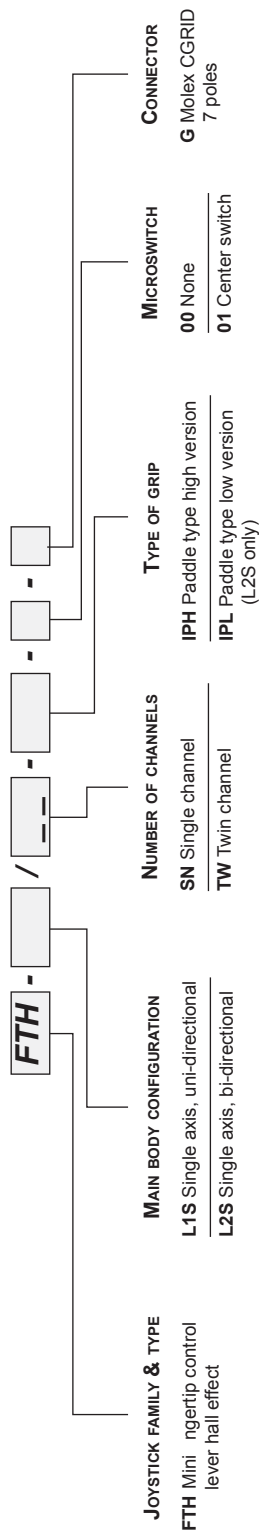 FTH - / _ _ - - -
JOYSTICK FAMILY & TYPE
FTH Mini ngertip control
lever hall effect
MAIN BODY CONFIGURATION
L1S Single axis, uni-directional
L2S Single axis, bi-directional
NUMBER OF CHANNELS
SN Single channel
TW Twin channel
TYPE OF GRIP
IPH Paddle type high version
IPL Paddle type low version
(L2S only)
MICROSWITCH
00 None
01 Center switch
CONNECTOR
G Molex CGRID
7 poles